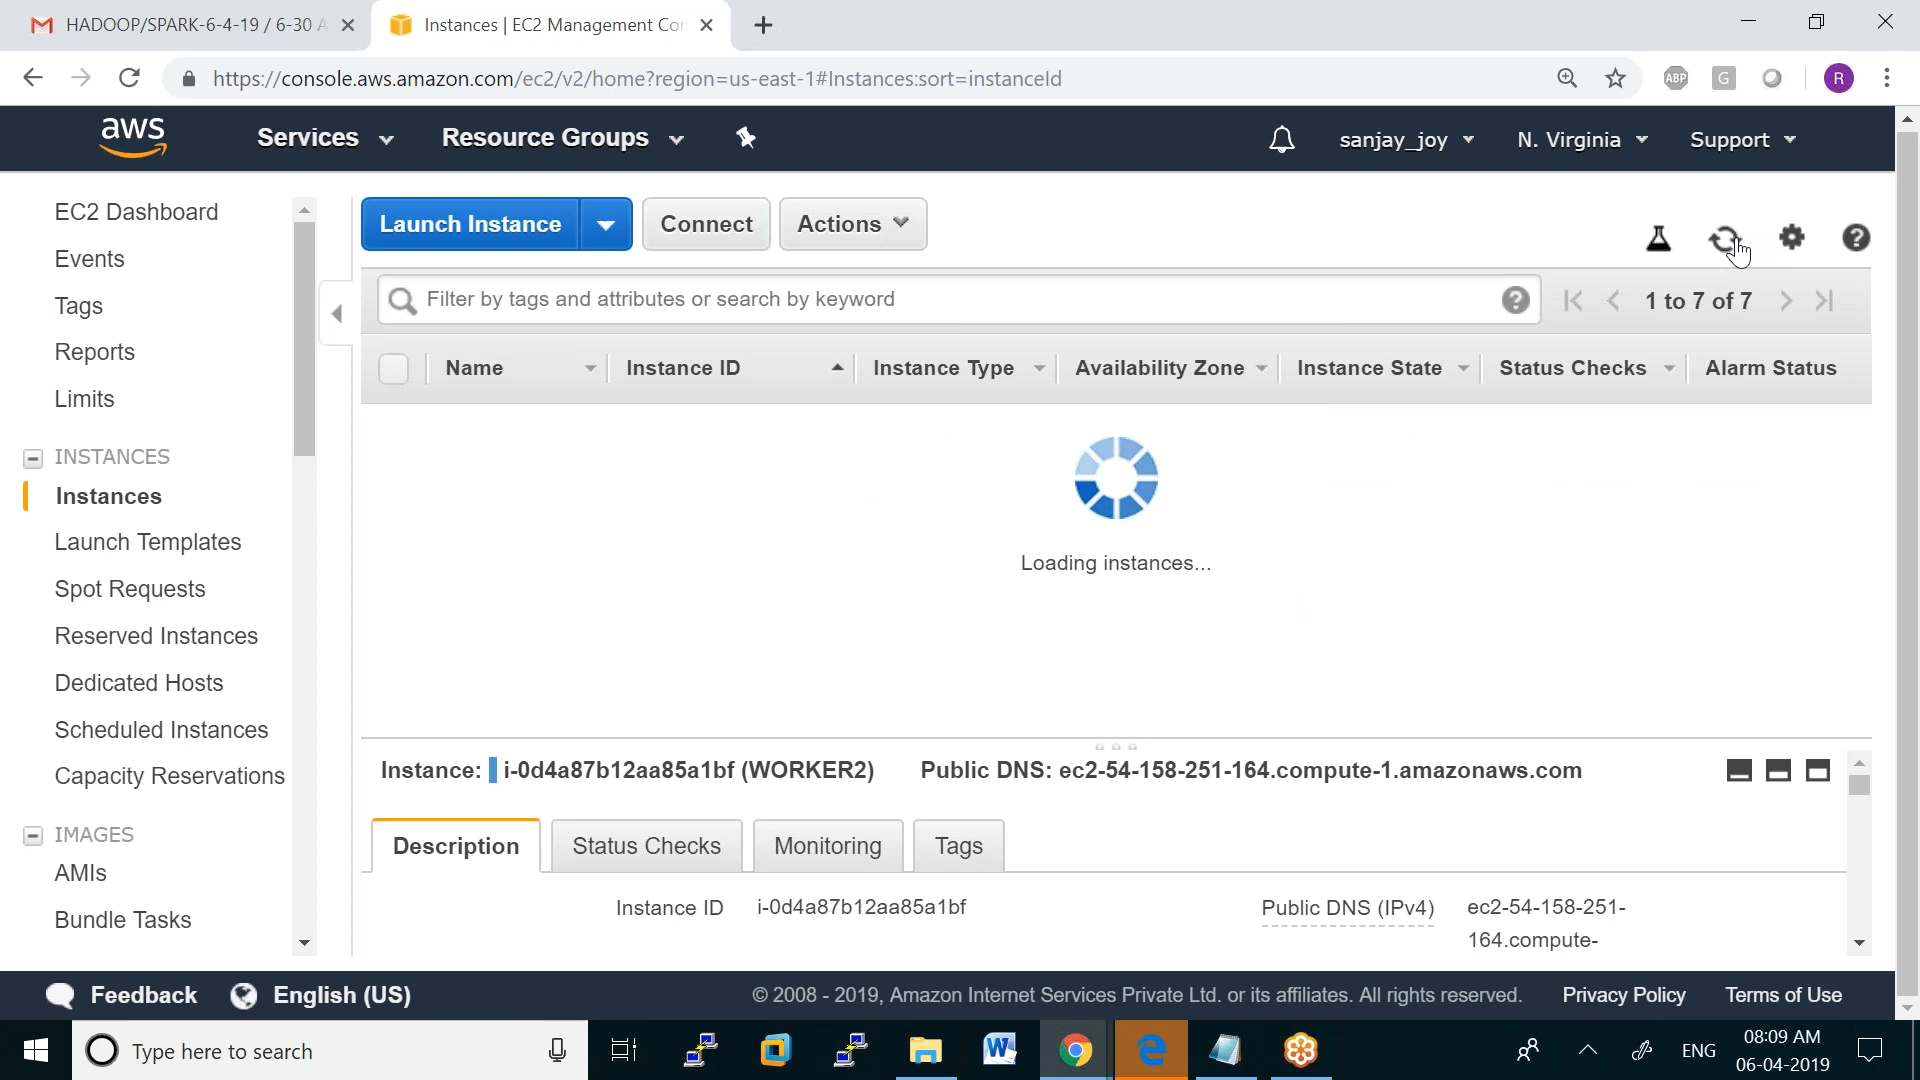 HADOOP/SPARK-6-4-19 / 6-30 A
Instances | EC2 Management Con
https://console.aws.amazon.com/ec2/v2/home?region=us-east-1#Instances:sort=instanceId
ABP
G
R
aws
Services
Resource Groups
sanjay_joy
N. Virginia
Support
EC2 Dashboard
Events
Tags
Reports
Limits
INSTANCES
Instances
Launch Templates
Spot Requests
Reserved Instances
Dedicated Hosts
Scheduled Instances
Capacity Reservations
IMAGES
AMIs
Bundle Tasks
Launch Instance
Connect
Actions
Filter by tags and attributes or search by keyword
1 to 7 of 7
Name
Instance ID
Instance Type
Availability Zone
Instance State
Status Checks
Alarm Status
Loading instances...
Instance: i-0d4a87b12aa85a1bf (WORKER2)
Public DNS: ec2-54-158-251-164.compute-1.amazonaws.com
Description
Status Checks
Monitoring
Tags
Instance ID
i-0d4a87b12aa85a1bf
Public DNS (IPv4)
ec2-54-158-251-
164.compute-
Feedback
English (US)
© 2008 - 2019, Amazon Internet Services Private Ltd. or its affiliates. All rights reserved.
Privacy Policy
Terms of Use
Type here to search
ENG
08:09 AM
06-04-2019